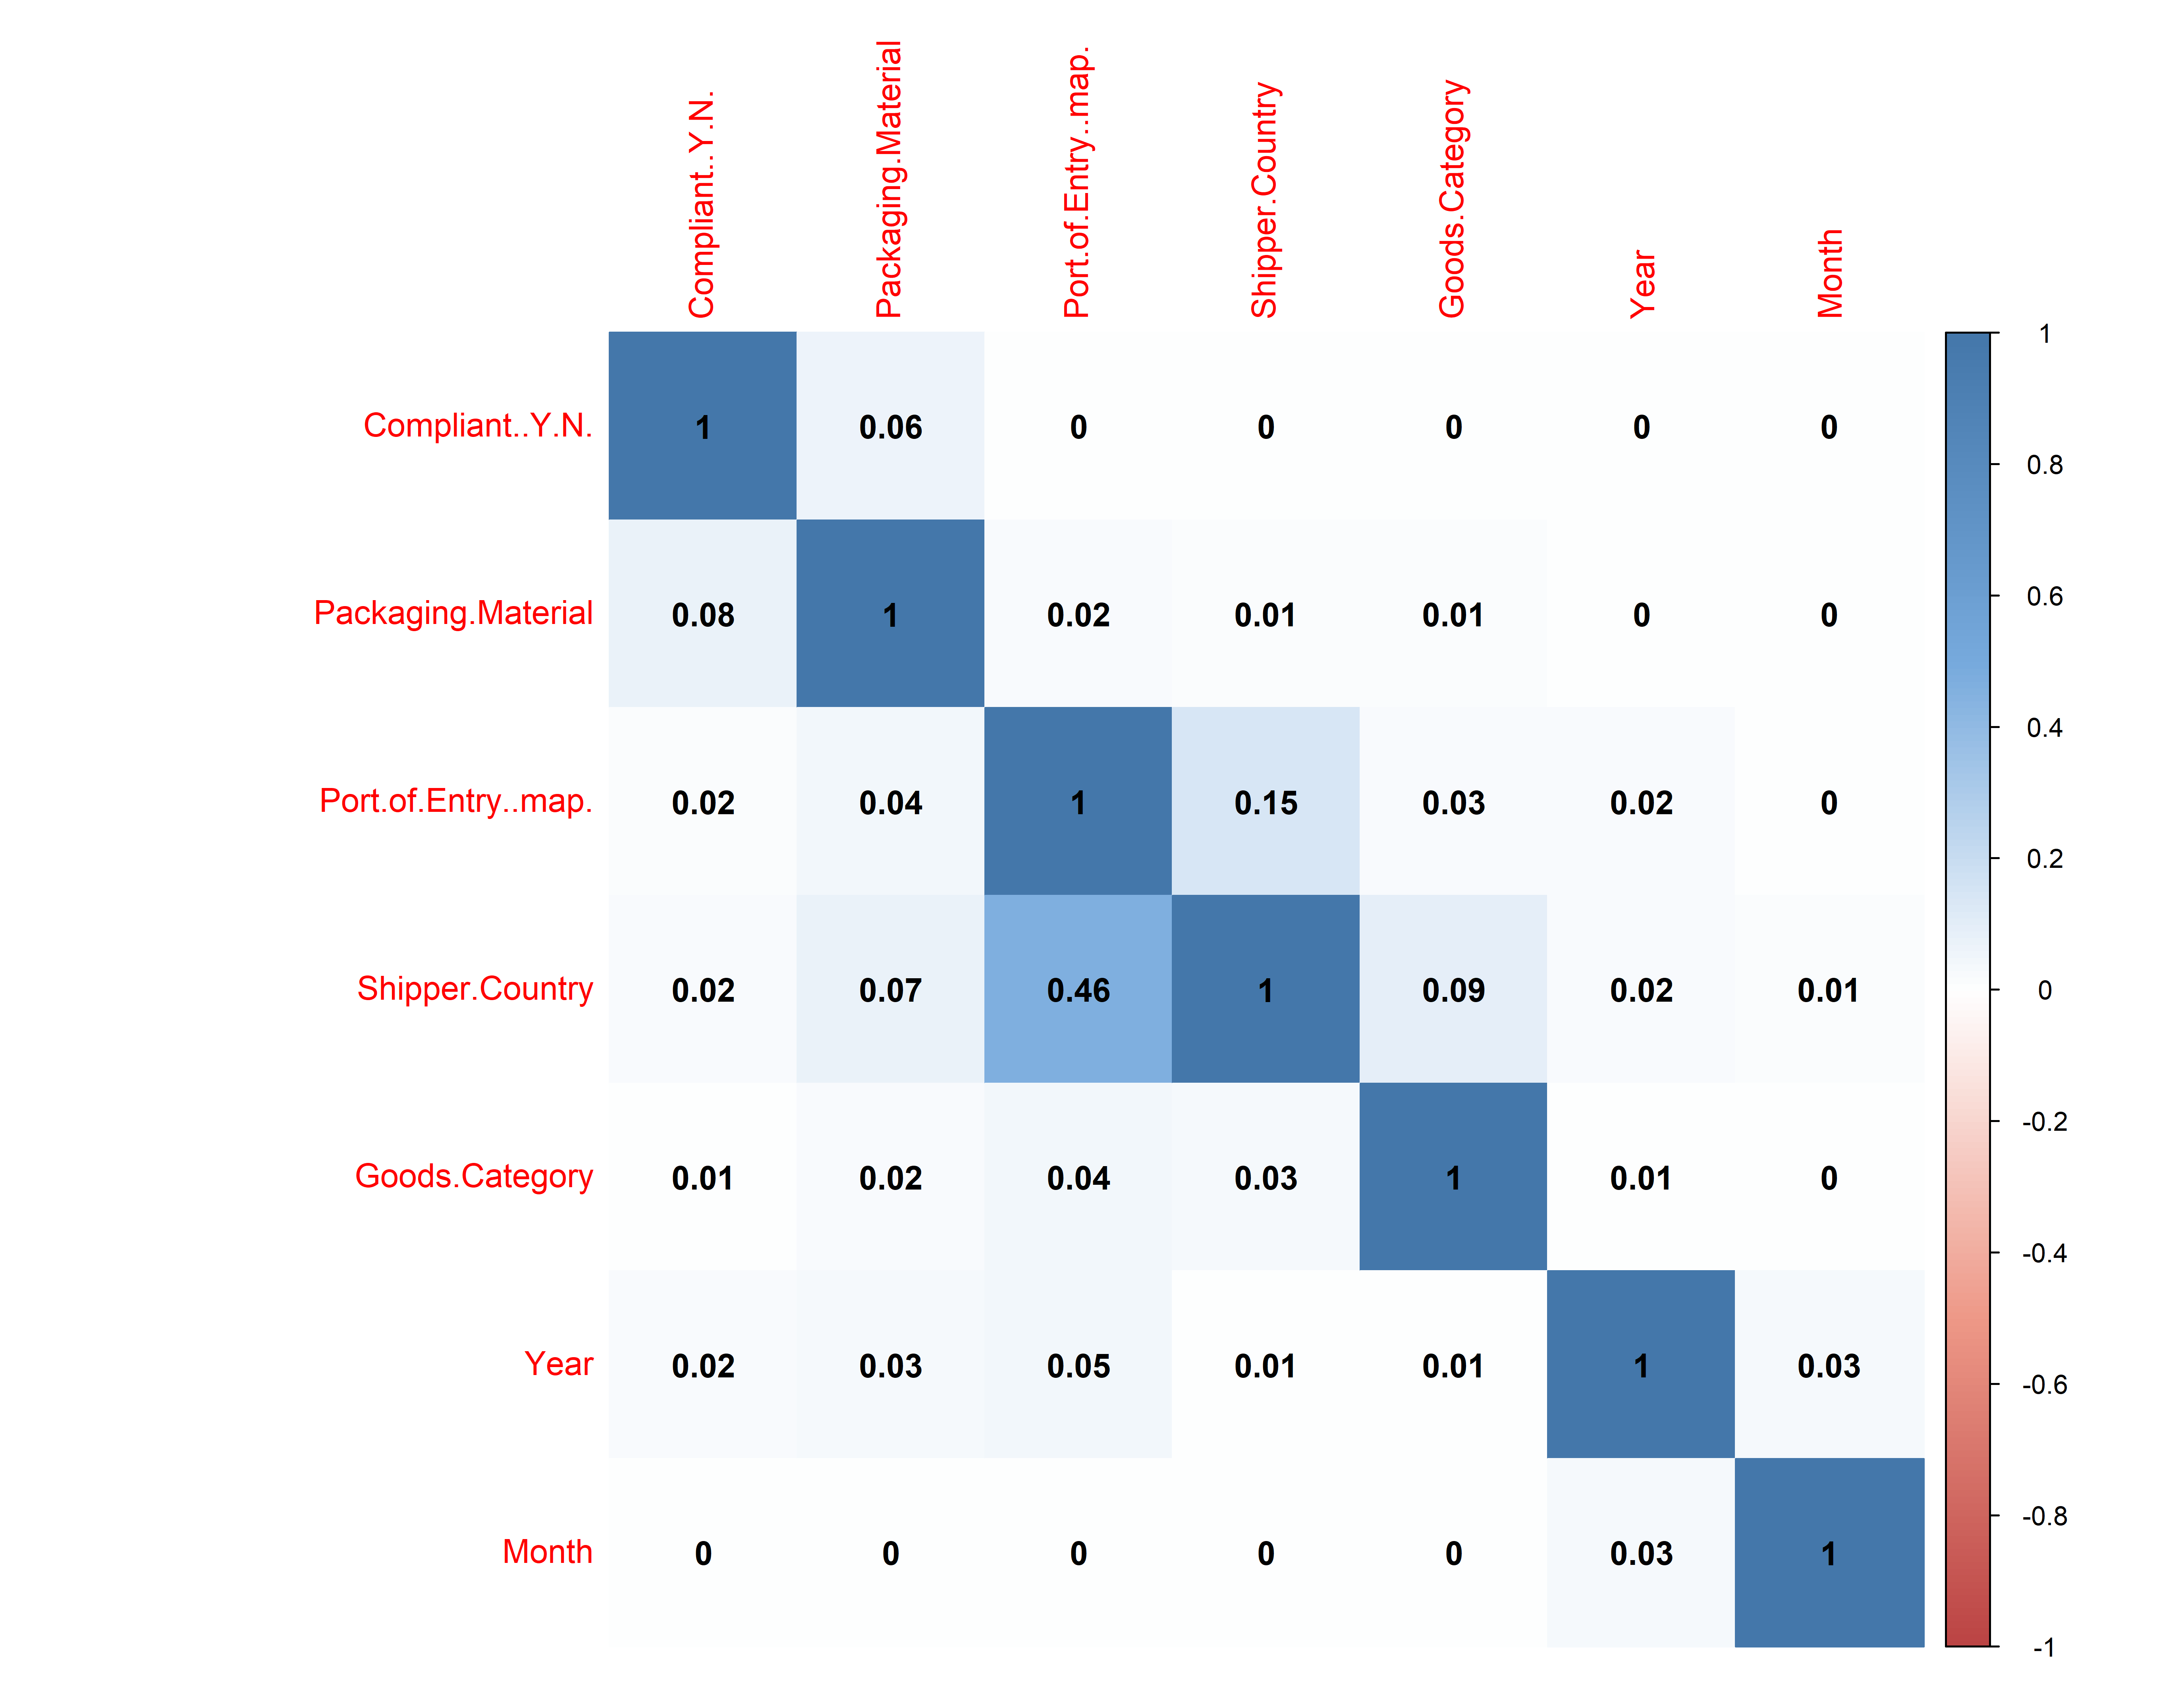 Compliant..Y.N. Packaging.Material Port.of.Entry..map. Shipper.Country Goods.Category Year Month
1
Compliant..Y.N. 1 0.06 0 0 0 0 0
0.8
Packaging.Material 0.08 1 0.02 0.01 0.01 0 0
0.6
0.4
Port.of.Entry..map. 0.02 0.04 1 0.15 0.03 0.02 0
0.2
Shipper.Country 0.02 0.07 0.46 1 0.09 0.02 0.01
0
-0.2
Goods.Category 0.01 0.02 0.04 0.03 1 0.01 0
-0.4
Year 0.02 0.03 0.05 0.01 0.01 1 0.03
-0.6
-0.8
Month 0 0 0 0 0 0.03 1
-1